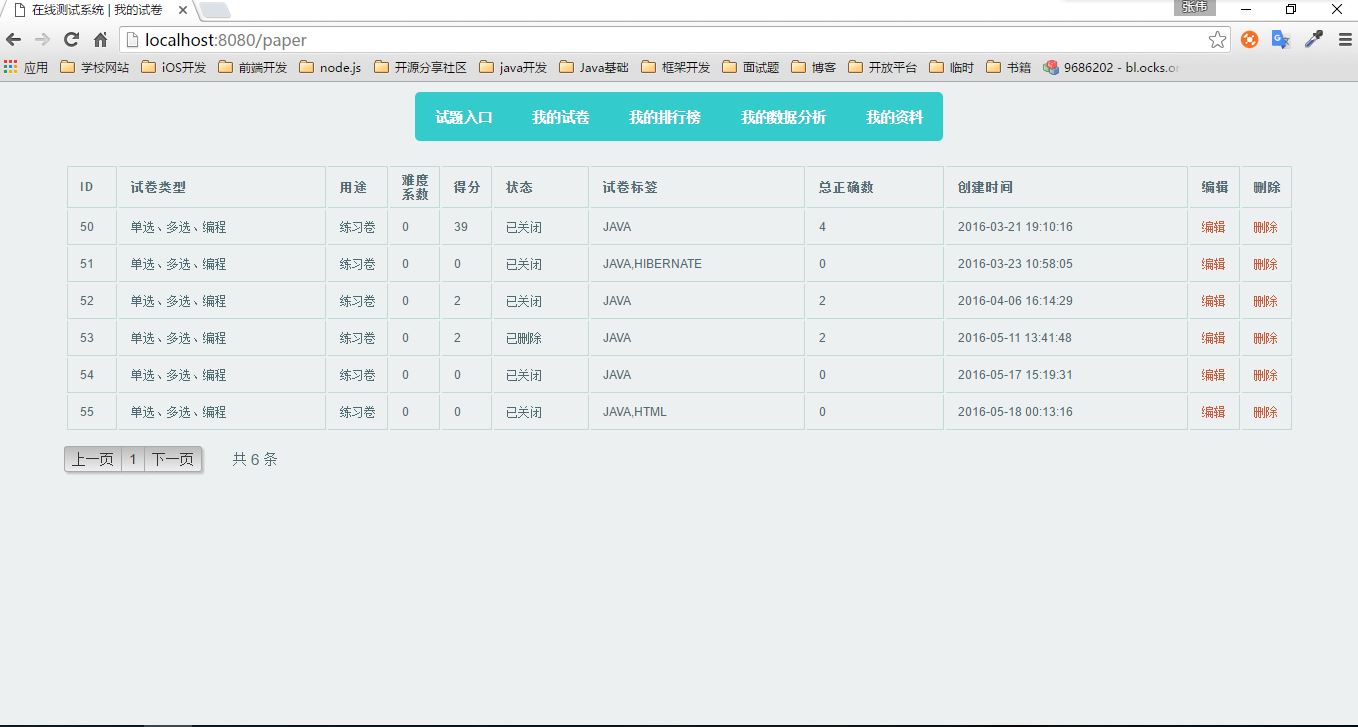 在线测试系统 | 我的试卷
张伟
localhost:8080/paper
应用 学校网站 iOS开发 前端开发 node.js 开源分享社区 java开发 Java基础 框架开发 面试题 博客 开放平台 临时 书籍 9686202 - bl.ocks.or
试题入口 我的试卷 我的排行榜 我的数据分析 我的资料
ID 试卷类型 用途 难度系数 得分 状态 试卷标签 总正确数 创建时间 编辑 删除
50 单选、多选、编程 练习卷 0 39 已关闭 JAVA 4 2016-03-21 19:10:16 编辑 删除
51 单选、多选、编程 练习卷 0 0 已关闭 JAVA,HIBERNATE 0 2016-03-23 10:58:05 编辑 删除
52 单选、多选、编程 练习卷 0 2 已关闭 JAVA 2 2016-04-06 16:14:29 编辑 删除
53 单选、多选、编程 练习卷 0 2 已删除 JAVA 2 2016-05-11 13:41:48 编辑 删除
54 单选、多选、编程 练习卷 0 0 已关闭 JAVA 0 2016-05-17 15:19:31 编辑 删除
55 单选、多选、编程 练习卷 0 0 已关闭 JAVA,HTML 0 2016-05-18 00:13:16 编辑 删除
上一页 1 下一页 共 6 条